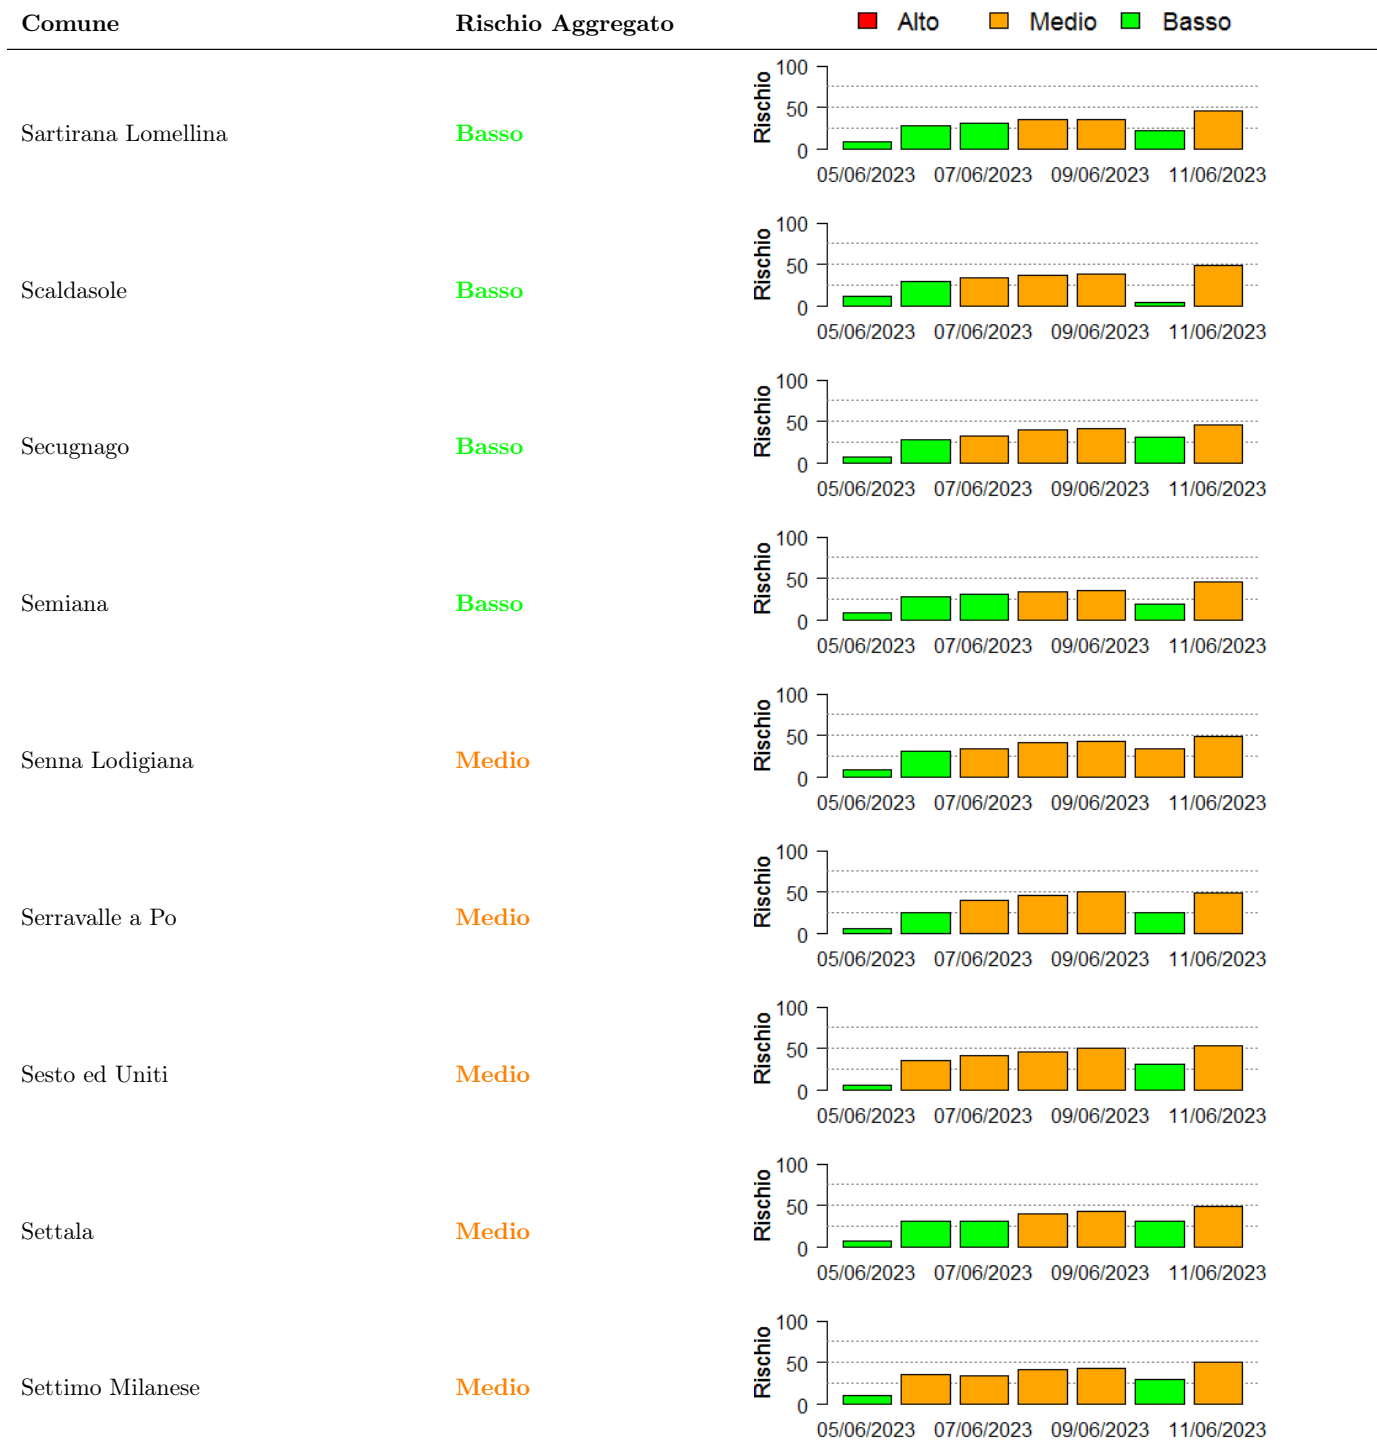 Comune Rischio Aggregato Alto Medio Basso
100
50
0
Rischio
Sartirana Lomellina Basso
05/06/2023 07/06/2023 09/06/2023 11/06/2023
100
50
0
Rischio
Scaldasole Basso
05/06/2023 07/06/2023 09/06/2023 11/06/2023
100
50
0
Rischio
Secugnago Basso
05/06/2023 07/06/2023 09/06/2023 11/06/2023
100
50
0
Rischio
Semiana Basso
05/06/2023 07/06/2023 09/06/2023 11/06/2023
100
50
0
Rischio
Senna Lodigiana Medio
05/06/2023 07/06/2023 09/06/2023 11/06/2023
100
50
0
Rischio
Serravalle a Po Medio
05/06/2023 07/06/2023 09/06/2023 11/06/2023
100
50
0
Rischio
Sesto ed Uniti Medio
05/06/2023 07/06/2023 09/06/2023 11/06/2023
100
50
0
Rischio
Settala Medio
05/06/2023 07/06/2023 09/06/2023 11/06/2023
100
50
0
Rischio
Settimo Milanese Medio
05/06/2023 07/06/2023 09/06/2023 11/06/2023